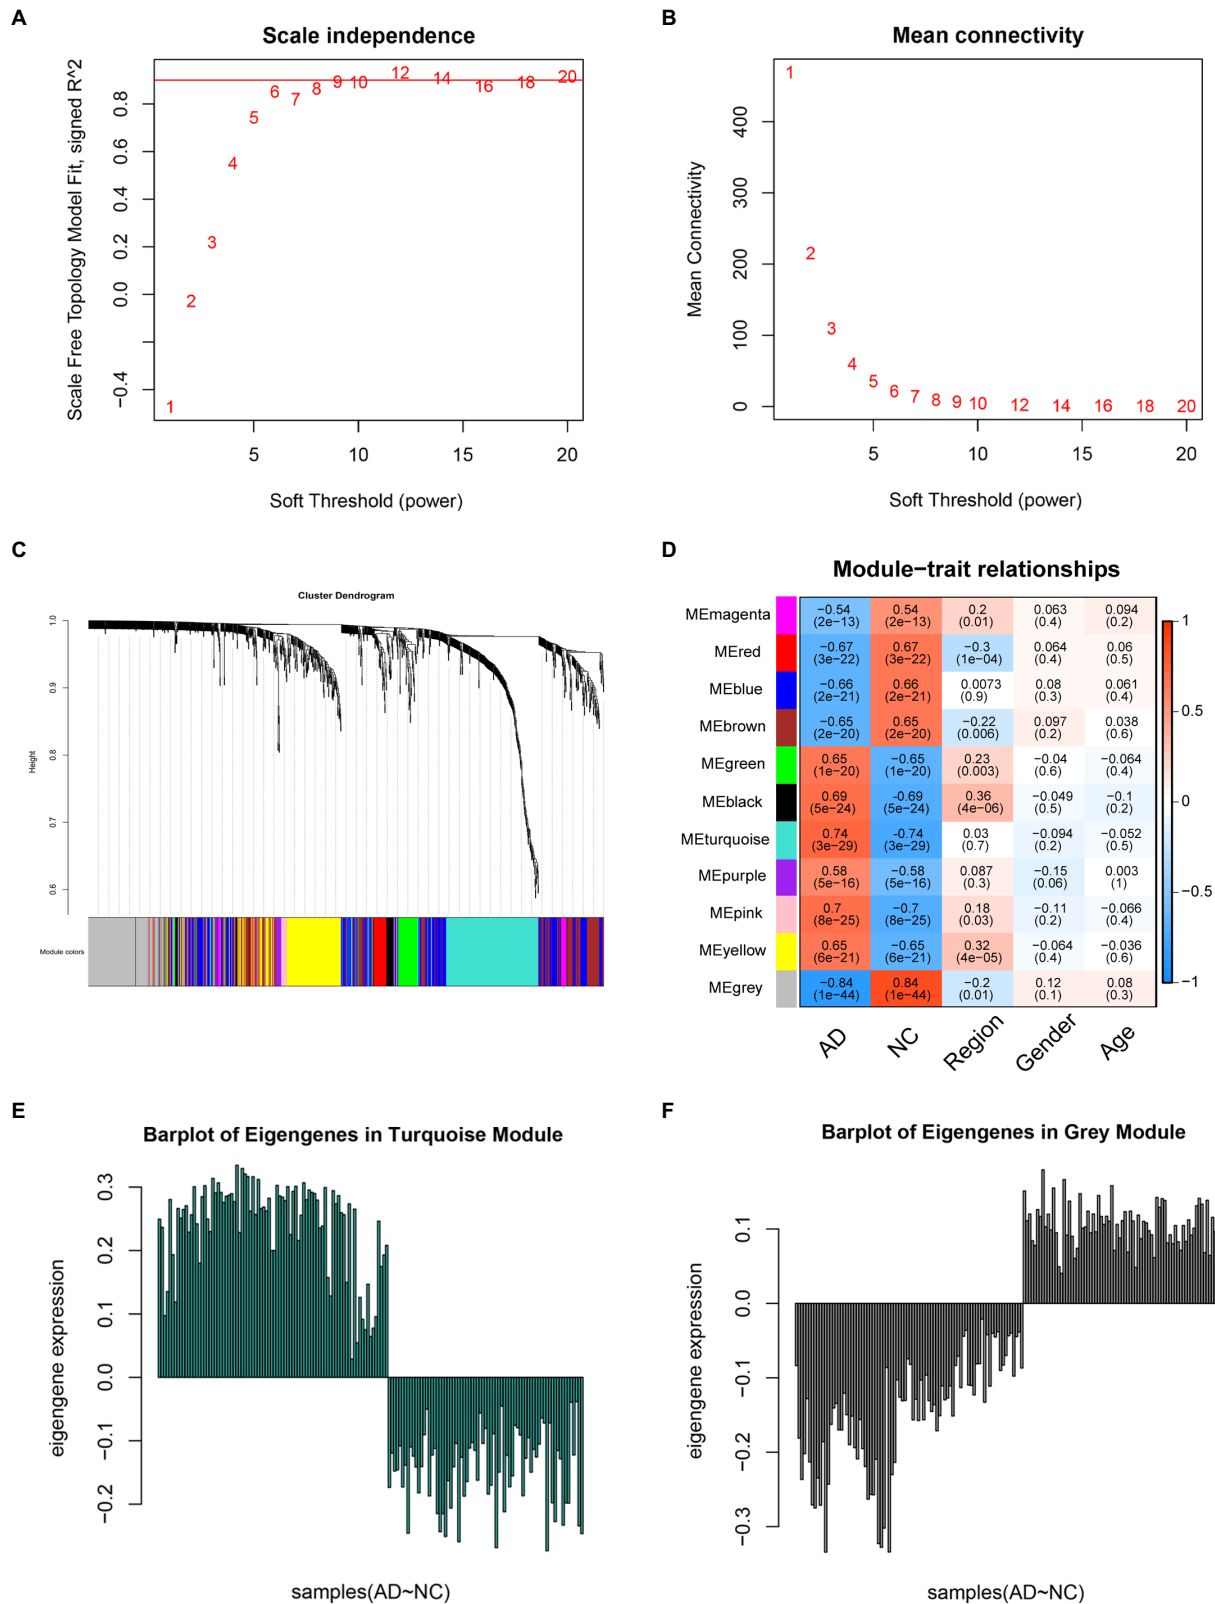 A
Scale independence
Scale Free Topology Model Fit, signed R^2
0.8
0.6
0.4
0.2
0.0
−0.4
1
2
3
4
5
6
7
8
9
10
12
14
16
18
20
5
10
15
20
Soft Threshold (power)
B
Mean connectivity
Mean Connectivity
400
300
200
100
0
1
2
3
4
5
6
7
8
9
10
12
14
16
18
20
5
10
15
20
Soft Threshold (power)
C
Cluster Dendrogram
Height
1.0
0.9
0.8
0.7
0.6
Module colors
D
Module−trait relationships
MEmagenta −0.54 0.54 0.2 0.063 0.094
(2e−13) (2e−13) (0.01) (0.4) (0.2)
MEred −0.67 0.67 −0.3 0.064 0.06
(3e−22) (3e−22) (1e−04) (0.4) (0.5)
MEblue −0.66 0.66 0.0073 0.08 0.061
(2e−21) (2e−21) (0.9) (0.3) (0.4)
MEbrown −0.65 0.65 −0.22 0.097 0.038
(2e−20) (2e−20) (0.006) (0.2) (0.6)
MEgreen 0.65 −0.65 0.23 −0.04 −0.064
(1e−20) (1e−20) (0.003) (0.6) (0.4)
MEblack 0.69 −0.69 0.36 −0.049 −0.1
(5e−24) (5e−24) (4e−06) (0.5) (0.2)
MEturquoise 0.74 −0.74 0.03 −0.094 −0.052
(3e−29) (3e−29) (0.7) (0.2) (0.5)
MEpurple 0.58 −0.58 0.087 −0.15 0.003
(5e−16) (5e−16) (0.3) (0.06) (1)
MEpink 0.7 −0.7 0.18 −0.11 −0.066
(8e−25) (8e−25) (0.03) (0.2) (0.4)
MEyellow 0.65 −0.65 0.32 −0.064 −0.036
(6e−21) (6e−21) (4e−05) (0.4) (0.6)
MEgrey −0.84 0.84 −0.2 0.12 0.08
(1e−44) (1e−44) (0.01) (0.1) (0.3)
AD NC Region Gender Age
1
0.5
0
−0.5
−1
E
Barplot of Eigengenes in Turquoise Module
eigengene expression
0.3
0.2
0.1
0.0
−0.1
−0.2
samples(AD~NC)
F
Barplot of Eigengenes in Grey Module
eigengene expression
0.1
0.0
−0.1
−0.2
−0.3
samples(AD~NC)